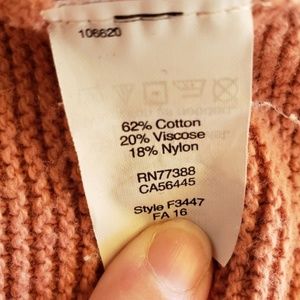 106620
62% Cotton
20% Viscose
18% Nylon
RN77388
CA56445
Style F3447
FA 16